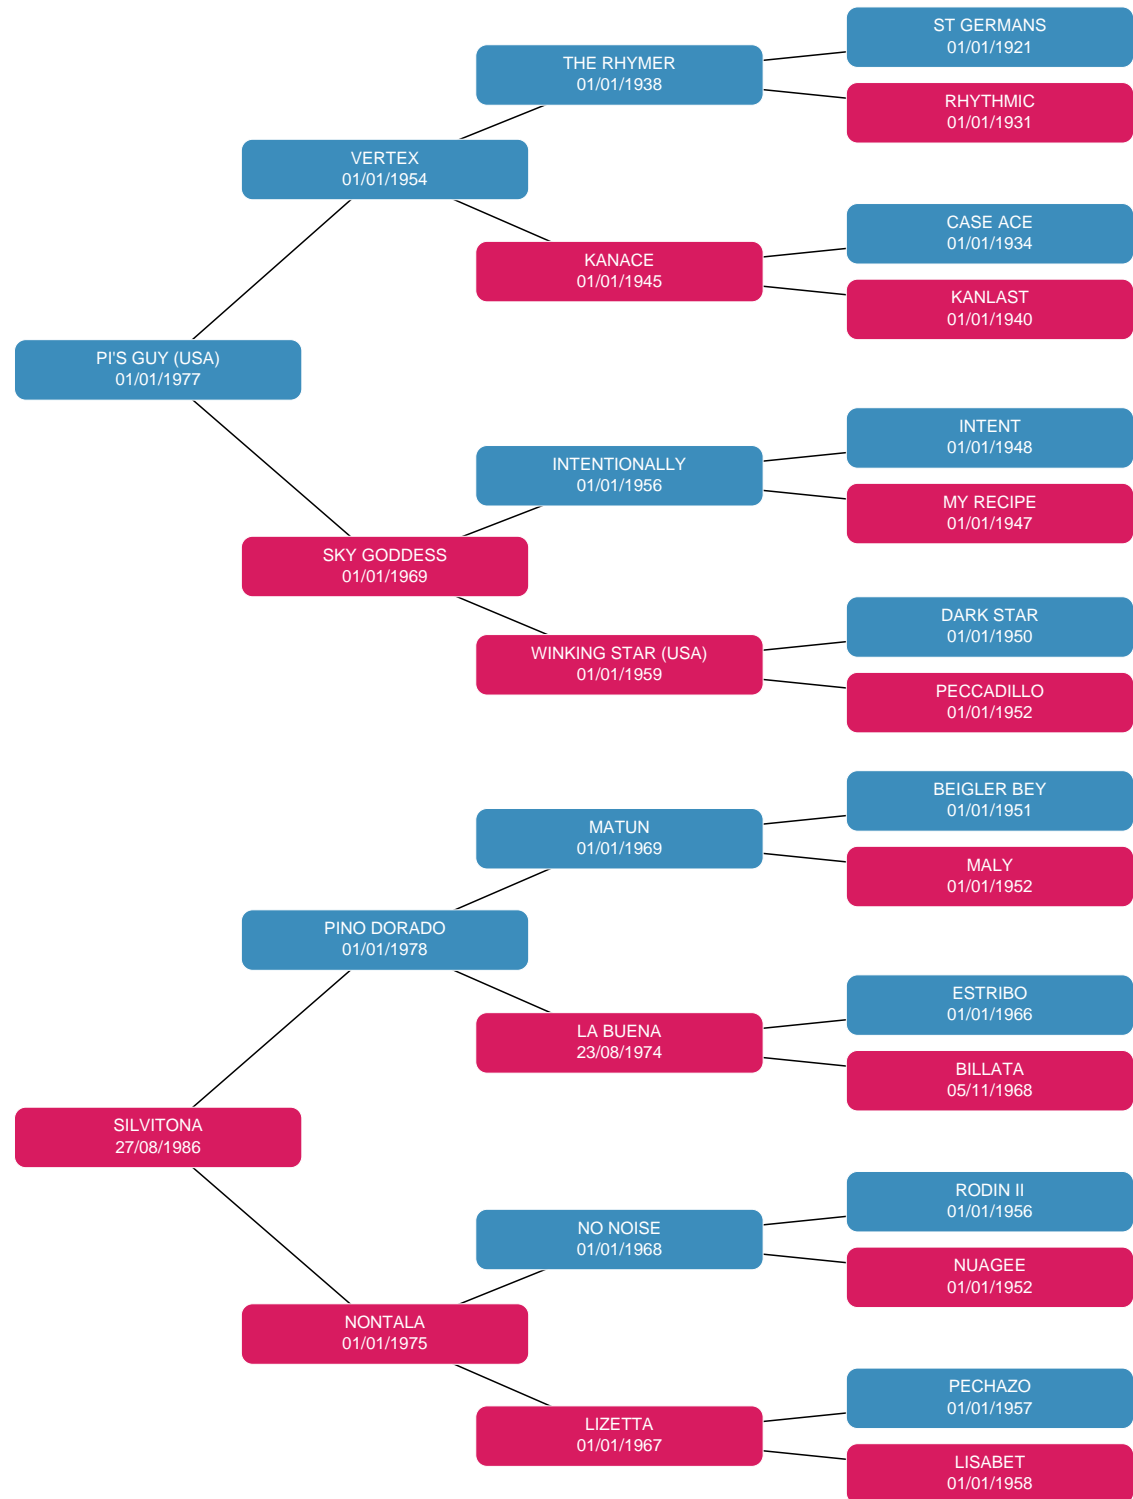 ST GERMANS
01/01/1921
THE RHYMER
01/01/1938
RHYTHMIC
01/01/1931
VERTEX
01/01/1954
CASE ACE
01/01/1934
KANACE
01/01/1945
KANLAST
01/01/1940
PI'S GUY (USA)
01/01/1977
INTENT
01/01/1948
INTENTIONALLY
01/01/1956
MY RECIPE
01/01/1947
SKY GODDESS
01/01/1969
DARK STAR
01/01/1950
WINKING STAR (USA)
01/01/1959
PECCADILLO
01/01/1952
BEIGLER BEY
01/01/1951
MATUN
01/01/1969
MALY
01/01/1952
PINO DORADO
01/01/1978
ESTRIBO
01/01/1966
LA BUENA
23/08/1974
BILLATA
05/11/1968
SILVITONA
27/08/1986
RODIN II
01/01/1956
NO NOISE
01/01/1968
NUAGEE
01/01/1952
NONTALA
01/01/1975
PECHAZO
01/01/1957
LIZETTA
01/01/1967
LISABET
01/01/1958